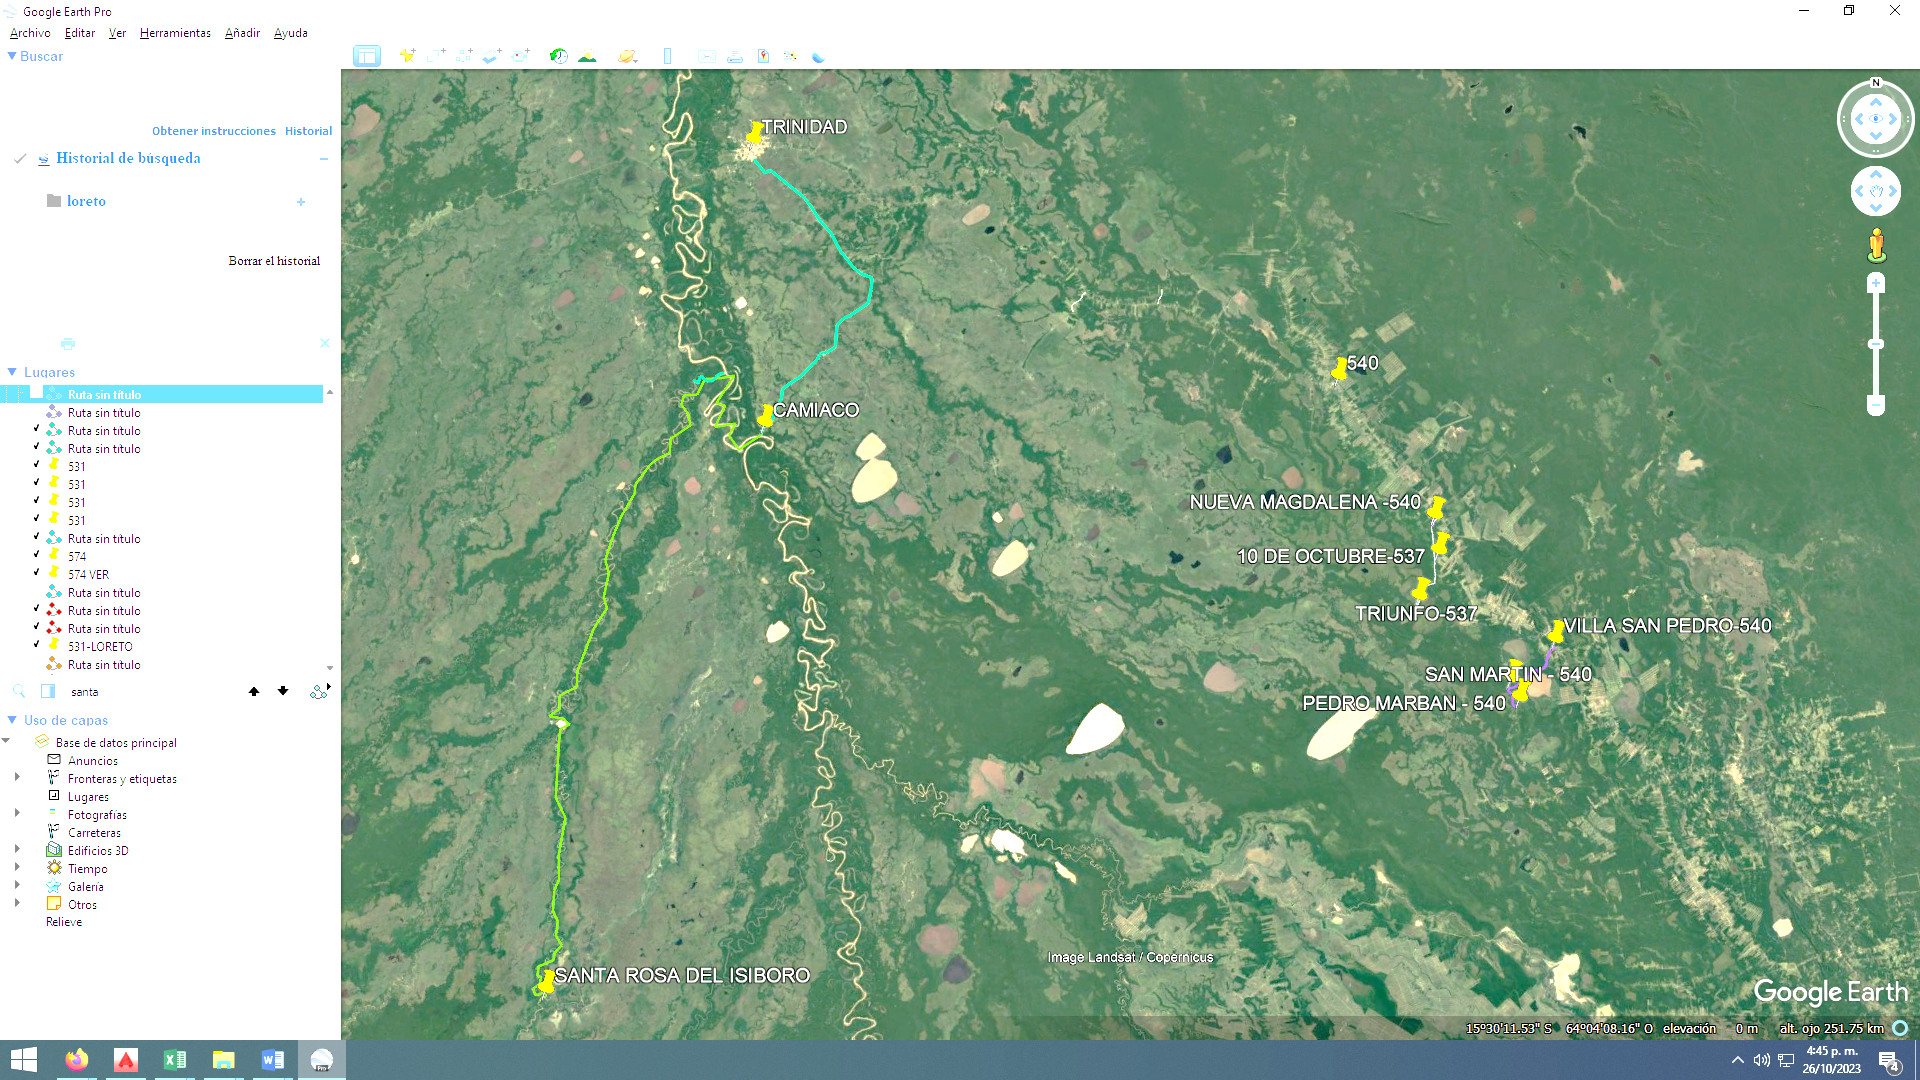 Google Earth Pro
Archivo Editar Ver Herramientas Añadir Ayuda
Buscar
Obtener instrucciones Historial
Historial de búsqueda
loreto
Borrar el historial
Lugares
Ruta sin título
Ruta sin título
Ruta sin título
Ruta sin título
531
531
531
531
Ruta sin título
574
574 VER
Ruta sin título
Ruta sin título
Ruta sin título
531-LORETO
Ruta sin título
santa
Uso de capas
Base de datos principal
Anuncios
Fronteras y etiquetas
Lugares
Fotografías
Carreteras
Edificios 3D
Tiempo
Galería
Otros
Relieve
N
TRINIDAD
540
CAMIACO
NUEVA MAGDALENA -540
10 DE OCTUBRE-537
TRIUNFO-537
VILLA SAN PEDRO-540
SAN MARTIN - 540
PEDRO MARBAN - 540
SANTA ROSA DEL ISIBORO
Image Landsat / Copernicus
Google Earth
15°30'11.53" S 64°04'08.16" O elevación 0 m alt. ojo 251.75 km
Pro
4:45 p. m.
26/10/2023
4